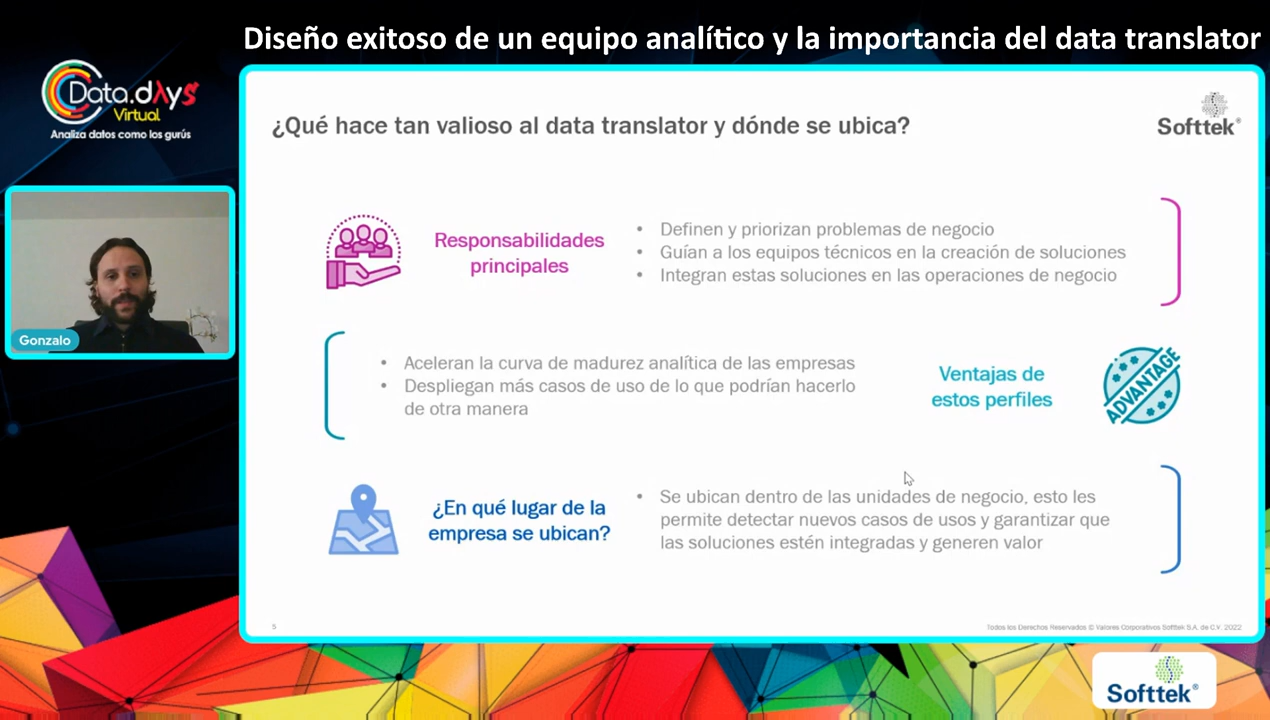 Diseño exitoso de un equipo analítico y la importancia del data translator
Data.dAys
Virtual
Analiza datos como los gurús
¿Qué hace tan valioso al data translator y dónde se ubica?
Softtek®
Gonzalo
Responsabilidades
principales
• Definen y priorizan problemas de negocio
• Guían a los equipos técnicos en la creación de soluciones
• Integran estas soluciones en las operaciones de negocio
• Aceleran la curva de madurez analítica de las empresas
• Despliegan más casos de uso de lo que podrían hacerlo
de otra manera
Ventajas de
estos perfiles
ADVANTAGE
¿En qué lugar de la
empresa se ubican?
• Se ubican dentro de las unidades de negocio, esto les
permite detectar nuevos casos de usos y garantizar que
las soluciones estén integradas y generen valor
5
Todos los Derechos Reservados © Valores Corporativos Softtek S.A. de C.V. 2022
Softtek®